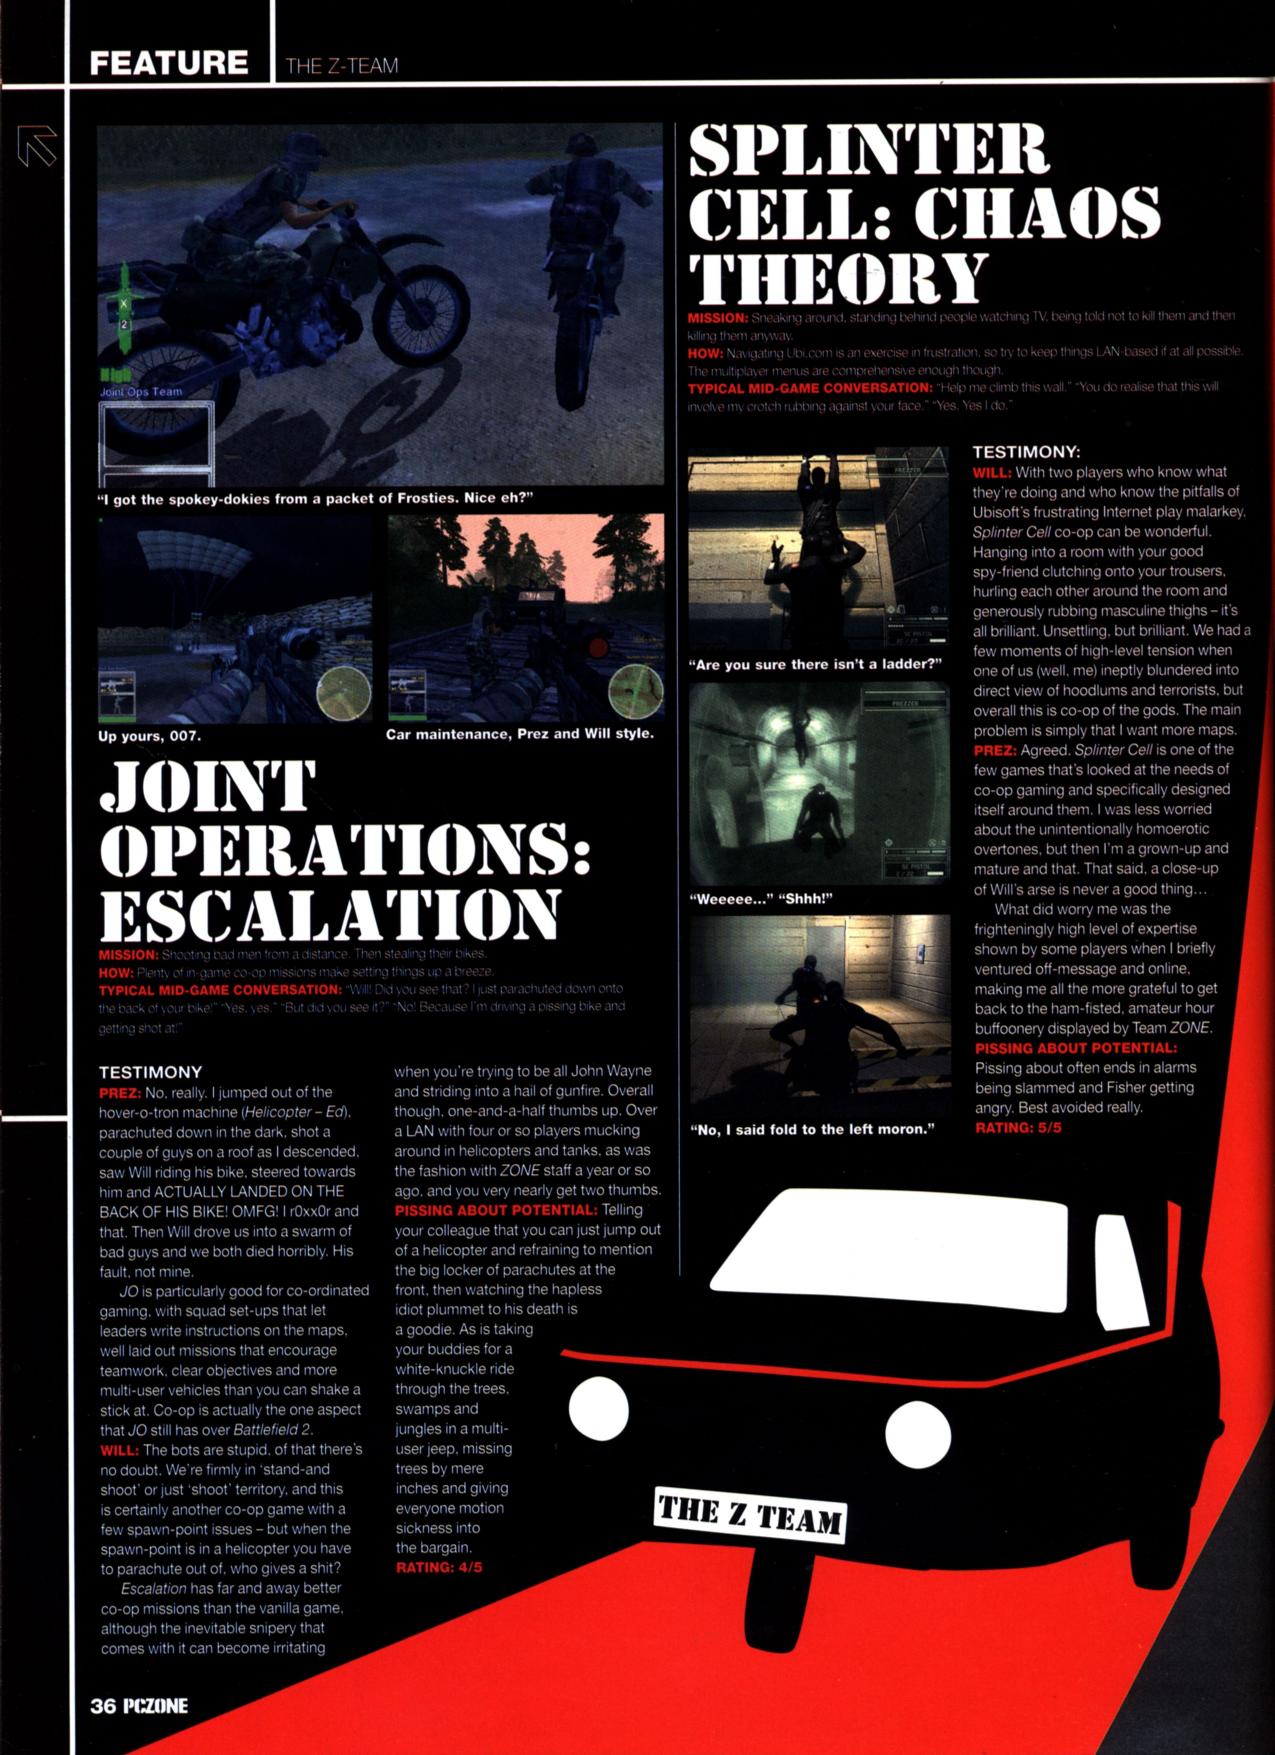 FEATURE
THE Z-TEAM
X
2
High
Joint Ops Team
"I got the spokey-dokies from a packet of Frosties. Nice eh?"
Up yours, 007.
Car maintenance, Prez and Will style.
JOINT
OPERATIONS:
ESCALATION
MISSION: Shooting bad men from a distance. Then stealing their bikes.
HOW: Plenty of in-game co-op missions make setting things up a breeze.
TYPICAL MID-GAME CONVERSATION: "Will! Did you see that? I just parachuted down onto
the back of your bike!" "Yes, yes." "But did you see it?" "No! Because I'm driving a pissing bike and
getting shot at!"
TESTIMONY
PREZ: No, really. I jumped out of the
hover-o-tron machine (Helicopter – Ed),
parachuted down in the dark, shot a
couple of guys on a roof as I descended,
saw Will riding his bike, steered towards
him and ACTUALLY LANDED ON THE
BACK OF HIS BIKE! OMFG! I r0xx0r and
that. Then Will drove us into a swarm of
bad guys and we both died horribly. His
fault, not mine.
JO is particularly good for co-ordinated
gaming, with squad set-ups that let
leaders write instructions on the maps,
well laid out missions that encourage
teamwork, clear objectives and more
multi-user vehicles than you can shake a
stick at. Co-op is actually the one aspect
that JO still has over Battlefield 2.
WILL: The bots are stupid, of that there's
no doubt. We're firmly in 'stand-and
shoot' or just 'shoot' territory, and this
is certainly another co-op game with a
few spawn-point issues – but when the
spawn-point is in a helicopter you have
to parachute out of, who gives a shit?
Escalation has far and away better
co-op missions than the vanilla game,
although the inevitable snipery that
comes with it can become irritating
when you're trying to be all John Wayne
and striding into a hail of gunfire. Overall
though, one-and-a-half thumbs up. Over
a LAN with four or so players mucking
around in helicopters and tanks, as was
the fashion with ZONE staff a year or so
ago, and you very nearly get two thumbs.
PISSING ABOUT POTENTIAL: Telling
your colleague that you can just jump out
of a helicopter and refraining to mention
the big locker of parachutes at the
front, then watching the hapless
idiot plummet to his death is
a goodie. As is taking
your buddies for a
white-knuckle ride
through the trees,
swamps and
jungles in a multi-
user jeep, missing
trees by mere
inches and giving
everyone motion
sickness into
the bargain.
RATING: 4/5
SPLINTER
CELL: CHAOS
THEORY
MISSION: Sneaking around, standing behind people watching TV, being told not to kill them and then
killing them anyway.
HOW: Navigating Ubi.com is an exercise in frustration, so try to keep things LAN-based if at all possible.
The multiplayer menus are comprehensive enough though.
TYPICAL MID-GAME CONVERSATION: "Help me climb this wall." "You do realise that this will
involve my crotch rubbing against your face." "Yes. Yes I do."
PREZZER
SC PISTOL
"Are you sure there isn't a ladder?"
PREZZER
SC PISTOL
"Weeeee..." "Shhh!"
"No, I said fold to the left moron."
TESTIMONY:
WILL: With two players who know what
they're doing and who know the pitfalls of
Ubisoft's frustrating Internet play malarkey,
Splinter Cell co-op can be wonderful.
Hanging into a room with your good
spy-friend clutching onto your trousers,
hurling each other around the room and
generously rubbing masculine thighs – it's
all brilliant. Unsettling, but brilliant. We had a
few moments of high-level tension when
one of us (well, me) ineptly blundered into
direct view of hoodlums and terrorists, but
overall this is co-op of the gods. The main
problem is simply that I want more maps.
PREZ: Agreed. Splinter Cell is one of the
few games that's looked at the needs of
co-op gaming and specifically designed
itself around them. I was less worried
about the unintentionally homoerotic
overtones, but then I'm a grown-up and
mature and that. That said, a close-up
of Will's arse is never a good thing...
What did worry me was the
frighteningly high level of expertise
shown by some players when I briefly
ventured off-message and online,
making me all the more grateful to get
back to the ham-fisted, amateur hour
buffoonery displayed by Team ZONE.
PISSING ABOUT POTENTIAL:
Pissing about often ends in alarms
being slammed and Fisher getting
angry. Best avoided really.
RATING: 5/5
THE Z TEAM
36 PCZONE